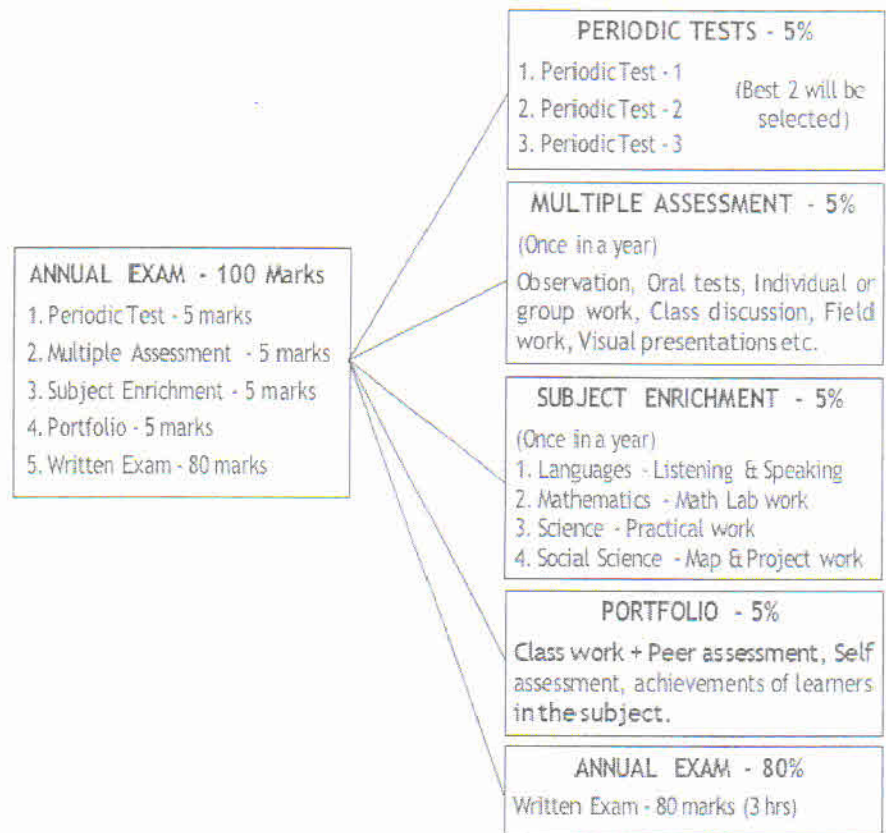 ANNUAL EXAM - 100 Marks
1. Periodic Test - 5 marks
2. Multiple Assessment - 5 marks
3. Subject Enrichment - 5 marks
4. Portfolio - 5 marks
5. Written Exam - 80 marks
PERIODIC TESTS - 5%
1. Periodic Test - 1
2. Periodic Test - 2
3. Periodic Test - 3
(Best 2 will be
selected)
MULTIPLE ASSESSMENT - 5%
(Once in a year)
Observation, Oral tests, Individual or
group work, Class discussion, Field
work, Visual presentations etc.
SUBJECT ENRICHMENT - 5%
(Once in a year)
1. Languages - Listening & Speaking
2. Mathematics - Math Lab work
3. Science - Practical work
4. Social Science - Map & Project work
PORTFOLIO - 5%
Class work + Peer assessment, Self
assessment, achievements of learners
in the subject.
ANNUAL EXAM - 80%
Written Exam - 80 marks (3 hrs)